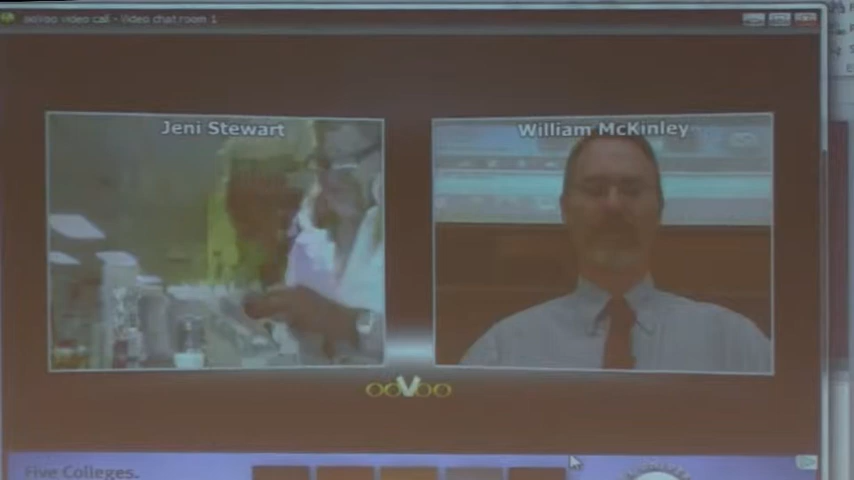 ooVoo video call - Video chat room 1
Jeni Stewart
William McKinley
ooVoo
Five Colleges.